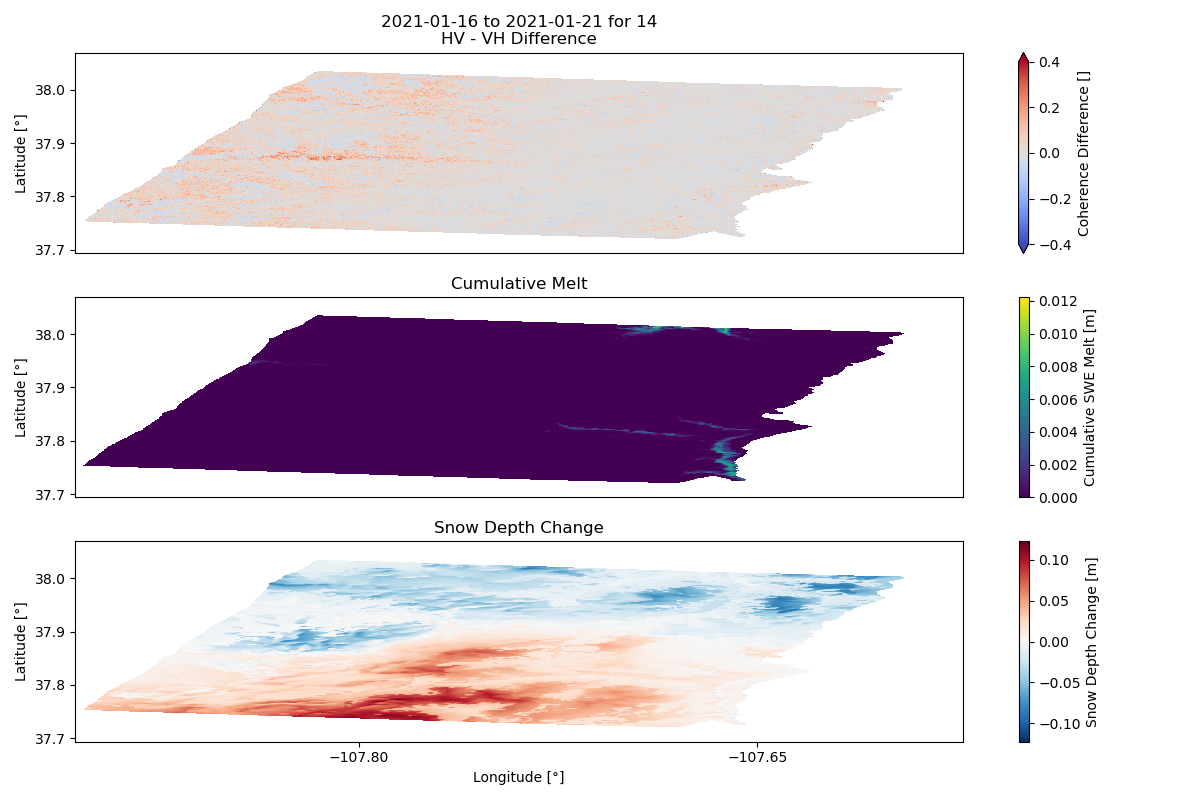 2021-01-16 to 2021-01-21 for 14
HV - VH Difference
38.0
37.9
37.8
37.7
Latitude [°]
0.4
0.2
0.0
−0.2
−0.4
Coherence Difference []
Cumulative Melt
38.0
37.9
37.8
37.7
Latitude [°]
0.012
0.010
0.008
0.006
0.004
0.002
0.000
Cumulative SWE Melt [m]
Snow Depth Change
38.0
37.9
37.8
37.7
Latitude [°]
−107.80
−107.65
Longitude [°]
0.10
0.05
0.00
−0.05
−0.10
Snow Depth Change [m]